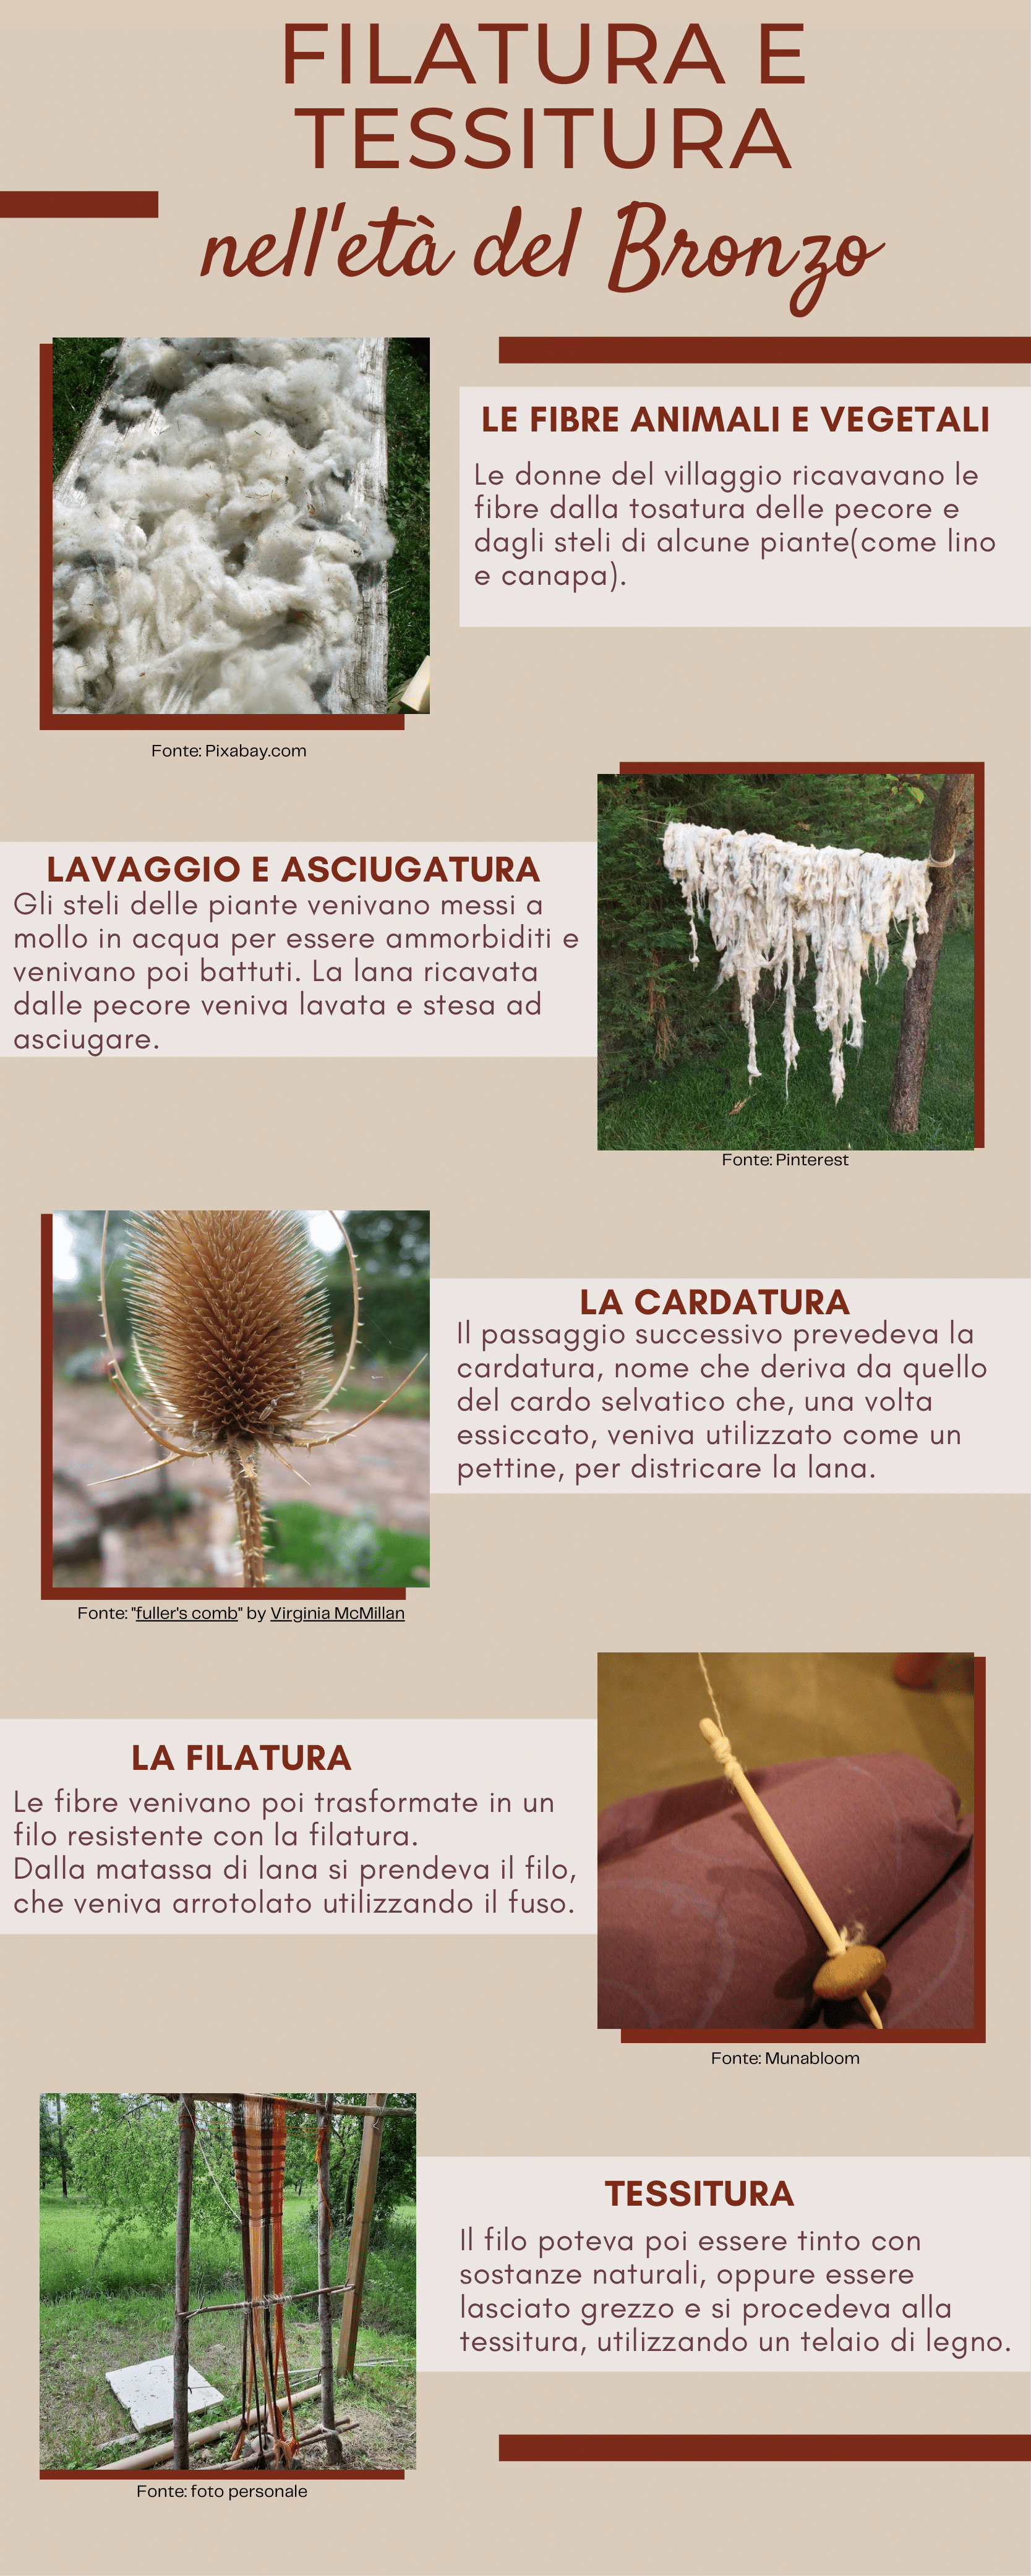 FILATURA E
TESSITURA
nell'età del Bronzo
LE FIBRE ANIMALI E VEGETALI
Le donne del villaggio ricavavano le
fibre dalla tosatura delle pecore e
dagli steli di alcune piante(come lino
e canapa).
Fonte: Pixabay.com
LAVAGGIO E ASCIUGATURA
Gli steli delle piante venivano messi a
mollo in acqua per essere ammorbiditi e
venivano poi battuti. La lana ricavata
dalle pecore veniva lavata e stesa ad
asciugare.
Fonte: Pinterest
LA CARDATURA
Il passaggio successivo prevedeva la
cardatura, nome che deriva da quello
del cardo selvatico che, una volta
essiccato, veniva utilizzato come un
pettine, per districare la lana.
Fonte: "fuller's comb" by Virginia McMillan
LA FILATURA
Le fibre venivano poi trasformate in un
filo resistente con la filatura.
Dalla matassa di lana si prendeva il filo,
che veniva arrotolato utilizzando il fuso.
Fonte: Munabloom
TESSITURA
Il filo poteva poi essere tinto con
sostanze naturali, oppure essere
lasciato grezzo e si procedeva alla
tessitura, utilizzando un telaio di legno.
Fonte: foto personale